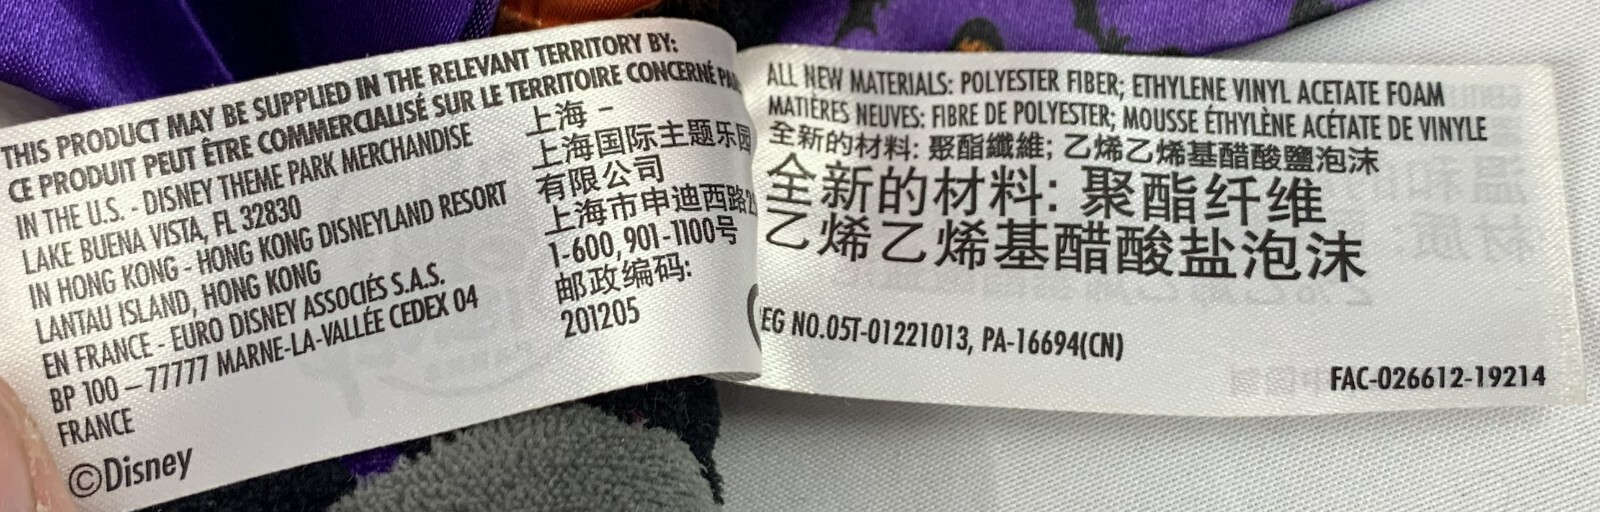 THIS PRODUCT MAY BE SUPPLIED IN THE RELEVANT TERRITORY BY:
CE PRODUIT PEUT ÊTRE COMMERCIALISÉ SUR LE TERRITOIRE CONCERNÉ
IN THE U.S. - DISNEY THEME PARK MERCHANDISE
LAKE BUENA VISTA, FL 32830
IN HONG KONG - HONG KONG DISNEYLAND RESORT
LANTAU ISLAND, HONG KONG
EN FRANCE - EURO DISNEY ASSOCIÉS S.A.S.
BP 100 – 77777 MARNE-LA-VALLÉE CEDEX 04
FRANCE
©Disney
上海 -
上海国际主题乐园
有限公司
上海市申迪西路
1-600, 901-1100号
邮政编码:
201205
ALL NEW MATERIALS: POLYESTER FIBER; ETHYLENE VINYL ACETATE FOAM
MATIÈRES NEUVES: FIBRE DE POLYESTER; MOUSSE ÉTHYLÈNE ACÉTATE DE VINYLE
全新的材料: 聚酯纖維; 乙烯乙烯基醋酸鹽泡沫
全新的材料: 聚酯纤维
乙烯乙烯基醋酸盐泡沫
EG NO.05T-01221013, PA-16694(CN)
FAC-026612-19214